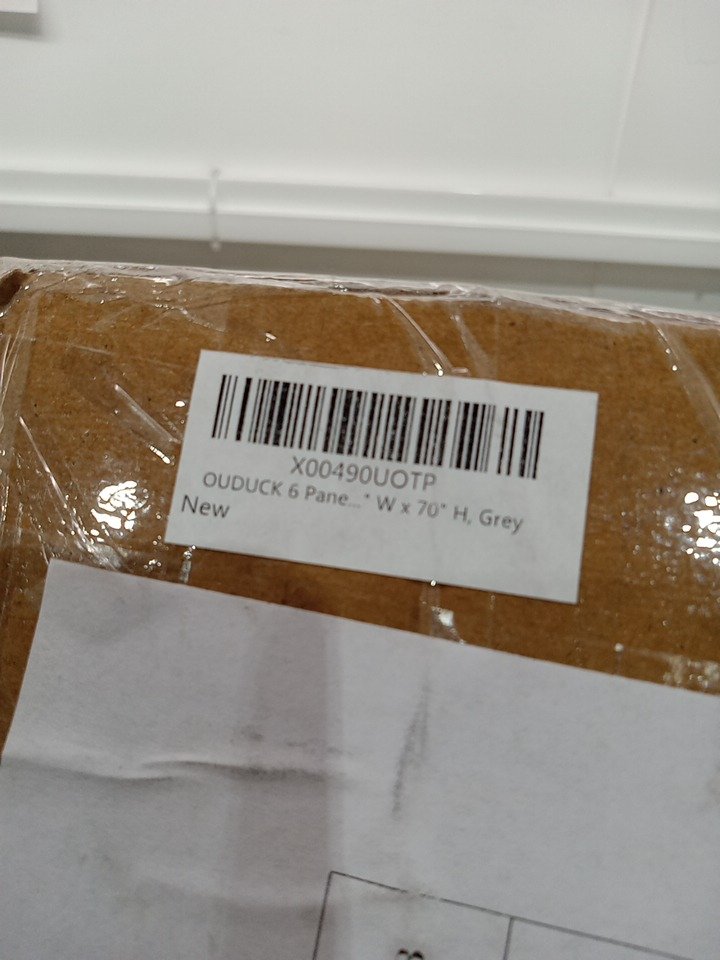 X00490UOTP
OUDUCK 6 Pane..." W x 70" H, Grey
New